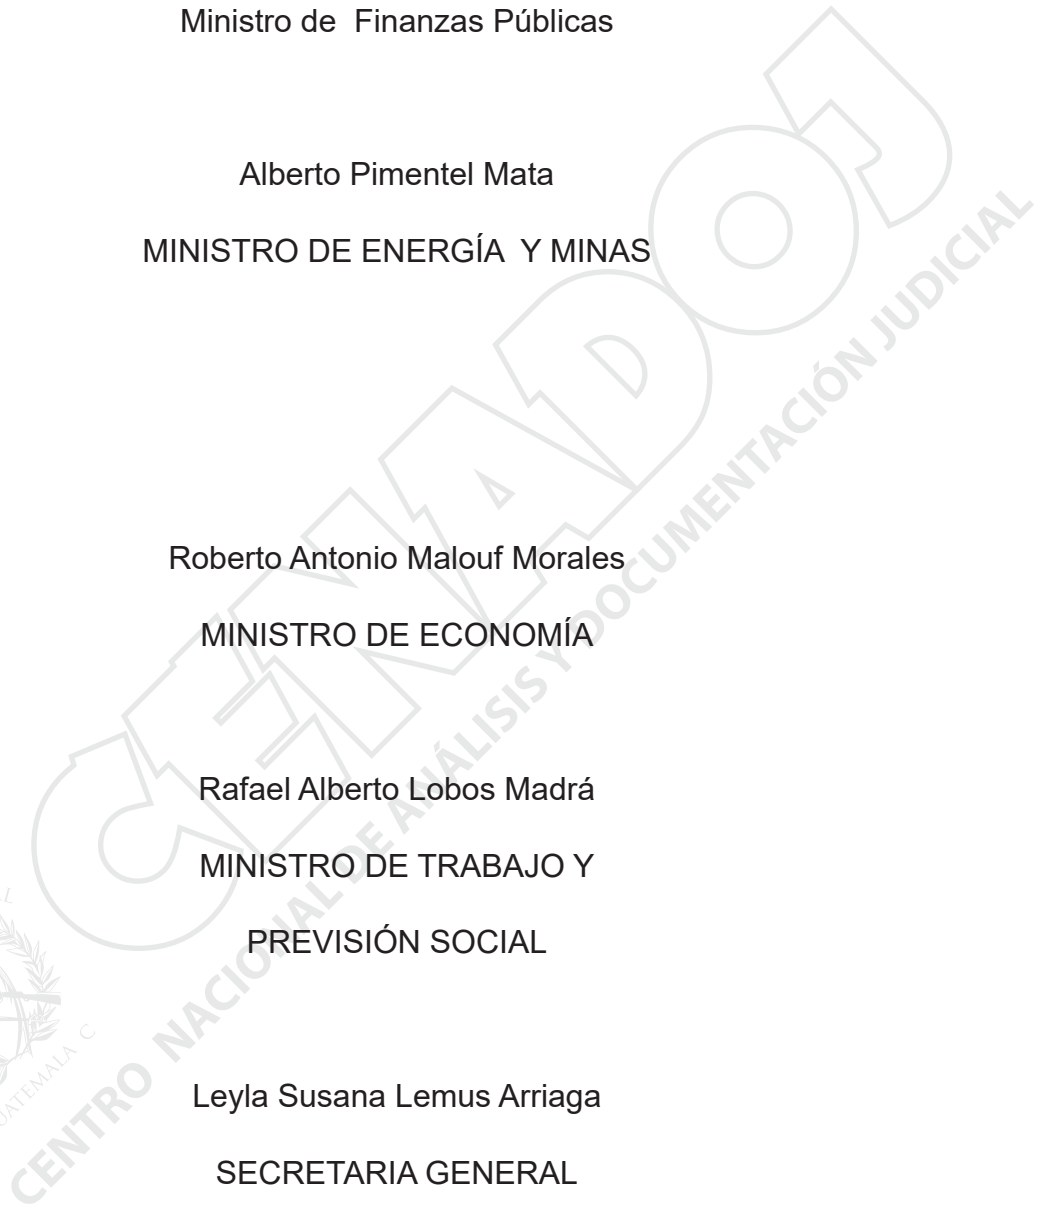 Ministro de  Finanzas Públicas
Alberto Pimentel Mata
MINISTRO DE ENERGÍA  Y MINAS
Roberto Antonio Malouf Morales
MINISTRO DE ECONOMÍA
Rafael Alberto Lobos Madrá
MINISTRO DE TRABAJO Y
PREVISIÓN SOCIAL
Leyla Susana Lemus Arriaga
SECRETARIA GENERAL
CENADOJ
CENTRO NACIONAL DE ANÁLISIS Y DOCUMENTACIÓN JUDICIAL